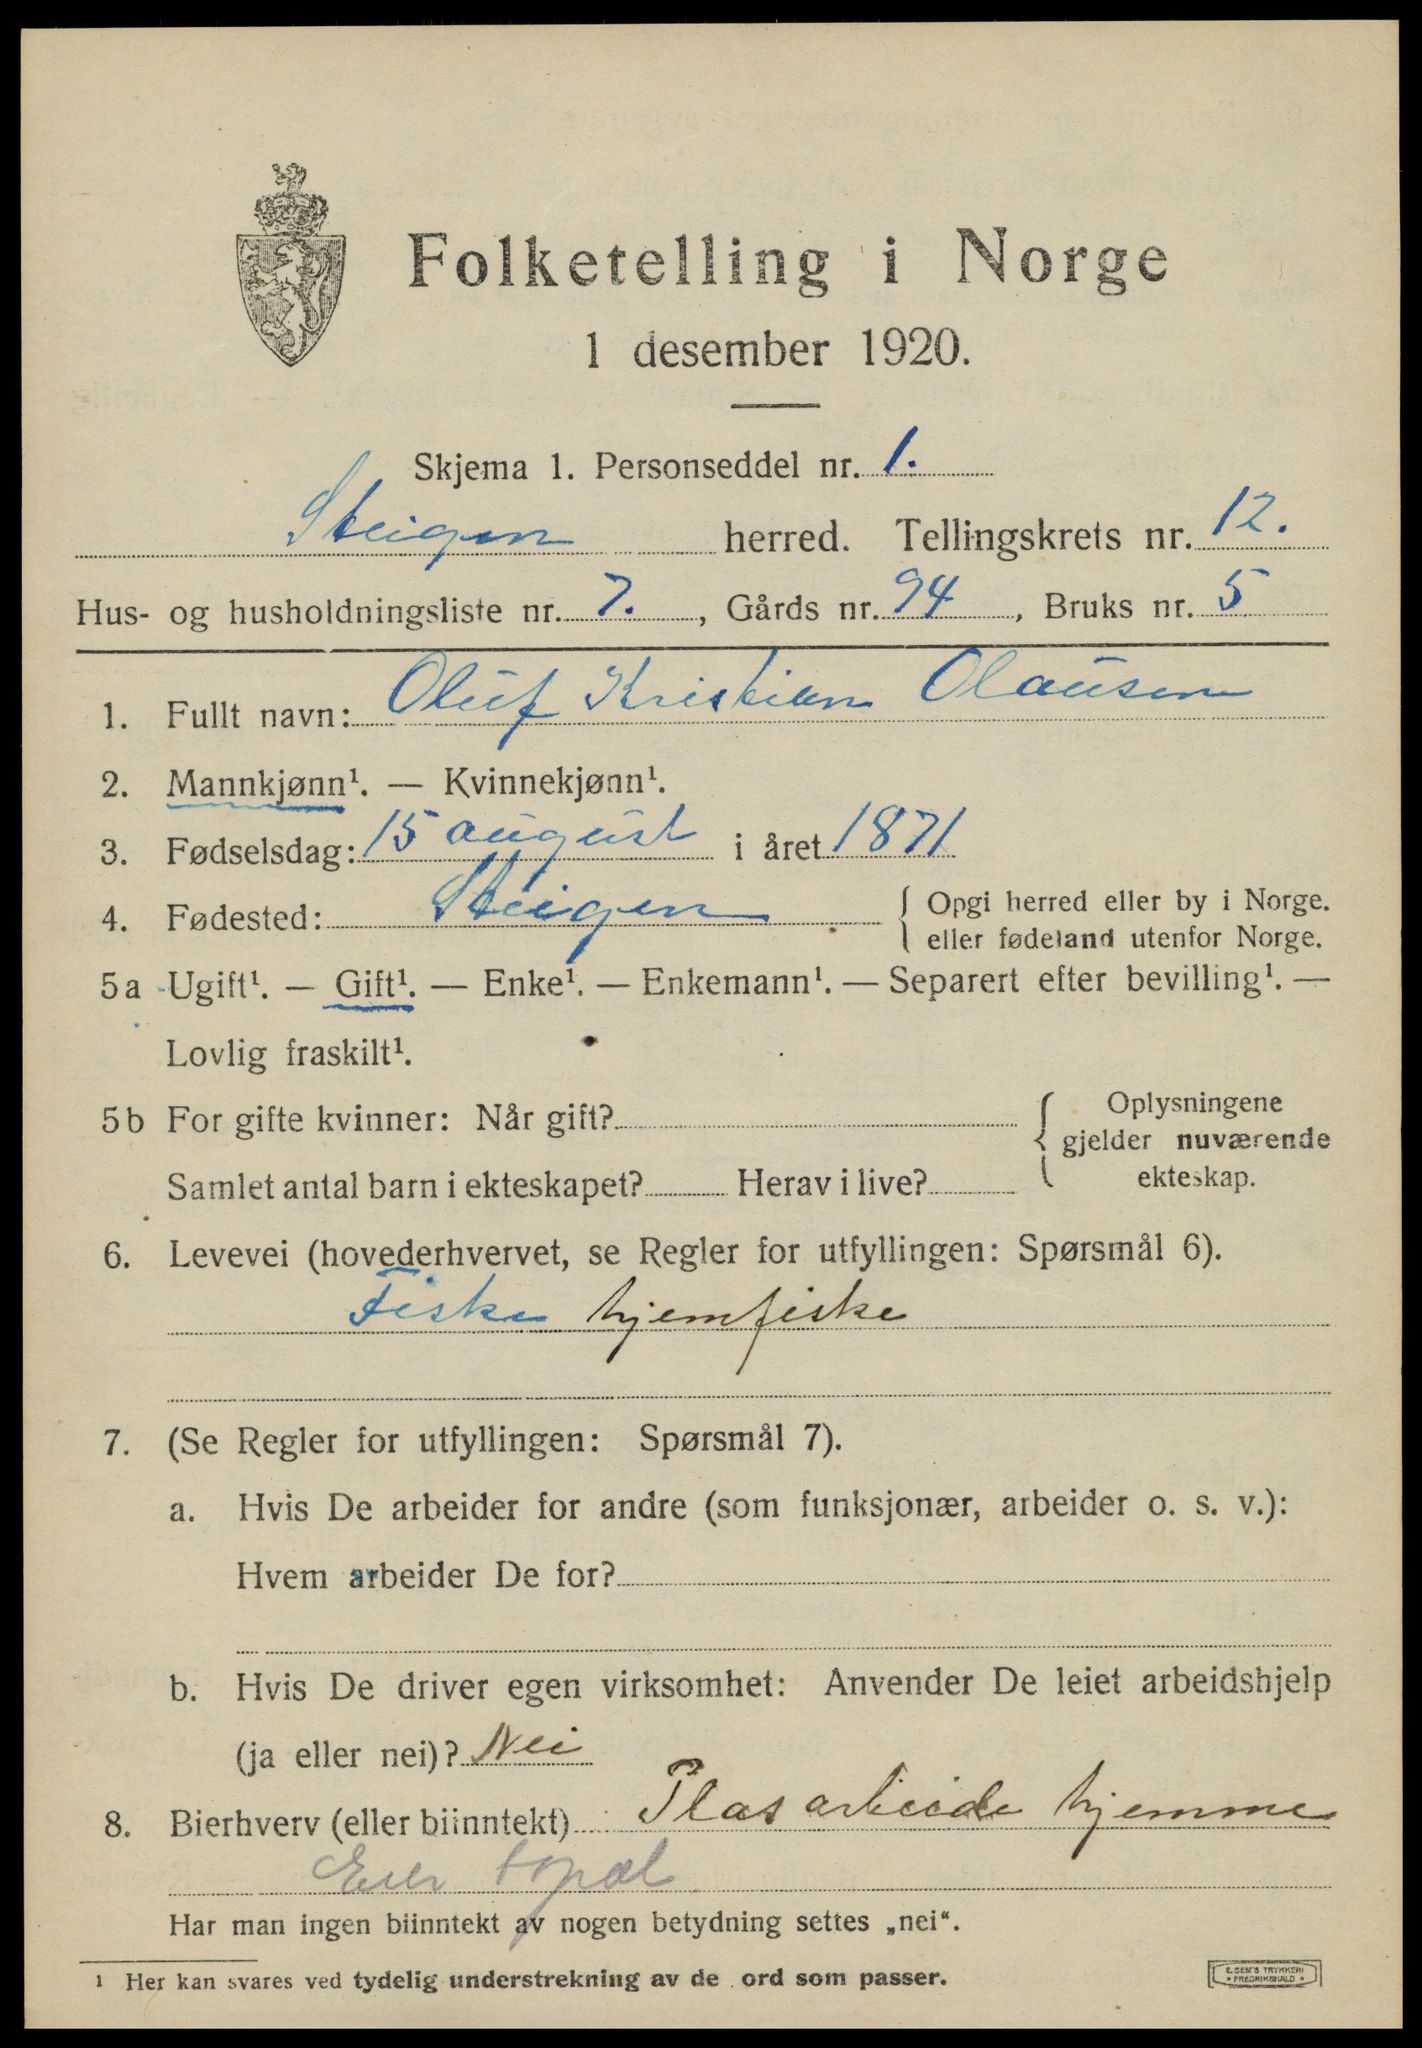 Folketelling i Norge
1 desember 1920.
Skjema 1. Personseddel nr. 1.
Steigen herred. Tellingskrets nr. 12.
Hus- og husholdningsliste nr. 7., Gårds nr. 94, Bruks nr. 5
1. Fullt navn: Oluf Kristian Olausen
2. Mannkjønn¹. — Kvinnekjønn¹.
3. Fødselsdag: 15 august i året 1871
4. Fødested: Steigen { Opgi herred eller by i Norge.
eller fødeland utenfor Norge.
5a Ugift¹. — Gift¹. — Enke¹. — Enkemann¹. — Separert efter bevilling¹. —
Lovlig fraskilt¹.
5b For gifte kvinner: Når gift? { Oplysningene
gjelder nuværende
ekteskap.
Samlet antal barn i ekteskapet? Herav i live?
6. Levevei (hovederhvervet, se Regler for utfyllingen: Spørsmål 6).
Fiske hjemfiske
7. (Se Regler for utfyllingen: Spørsmål 7).
a. Hvis De arbeider for andre (som funksjonær, arbeider o. s. v.):
Hvem arbeider De for?
b. Hvis De driver egen virksomhet: Anvender De leiet arbeidshjelp
(ja eller nei)? Nei
8. Bierhverv (eller biinntekt) Plasarbeide hjemme
Har man ingen biinntekt av nogen betydning settes „nei“.
¹ Her kan svares ved tydelig understrekning av de ord som passer.
E. SEM'S TRYKKERI
FREDRIKSHALD